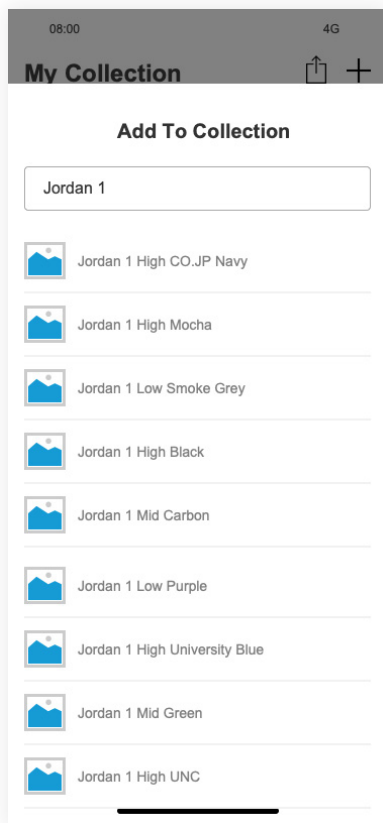 08:00 4G
My Collection
Add To Collection
Jordan 1
Jordan 1 High CO.JP Navy
Jordan 1 High Mocha
Jordan 1 Low Smoke Grey
Jordan 1 High Black
Jordan 1 Mid Carbon
Jordan 1 Low Purple
Jordan 1 High University Blue
Jordan 1 Mid Green
Jordan 1 High UNC